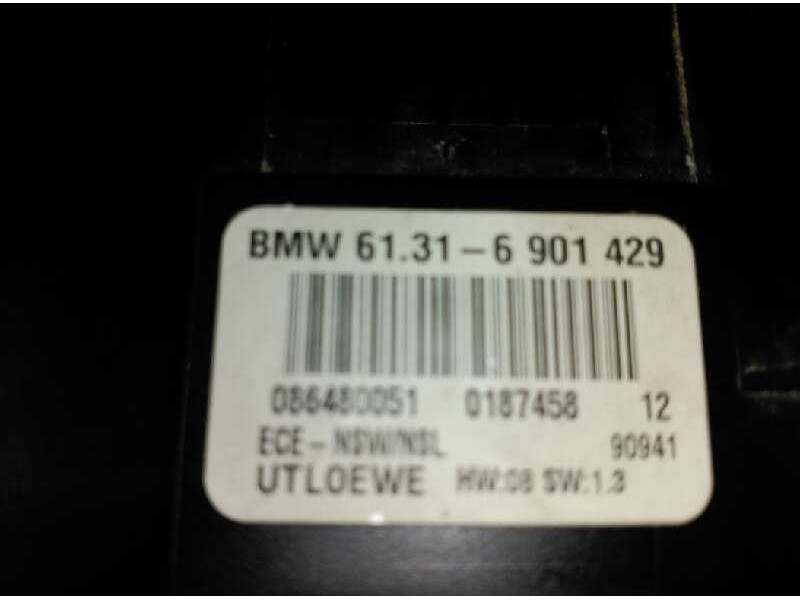 BMW 61.31-6 901 429
086480051 0187458 12
ECE-NSW/NSL 90941
UTLOEWE HW:08 SW:1.3